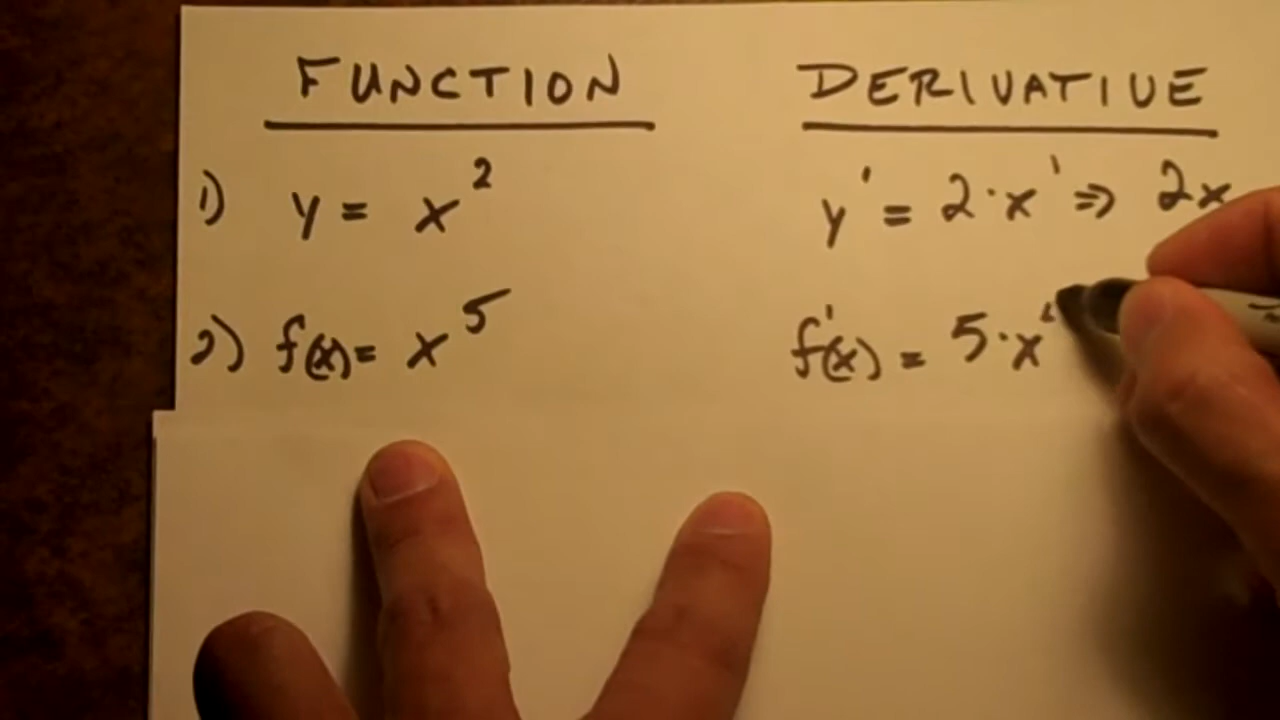 FUNCTION DERIVATIVE
1) y = x² y' = 2·x¹ ⇒ 2x
2) f(x) = x⁵ f'(x) = 5·x